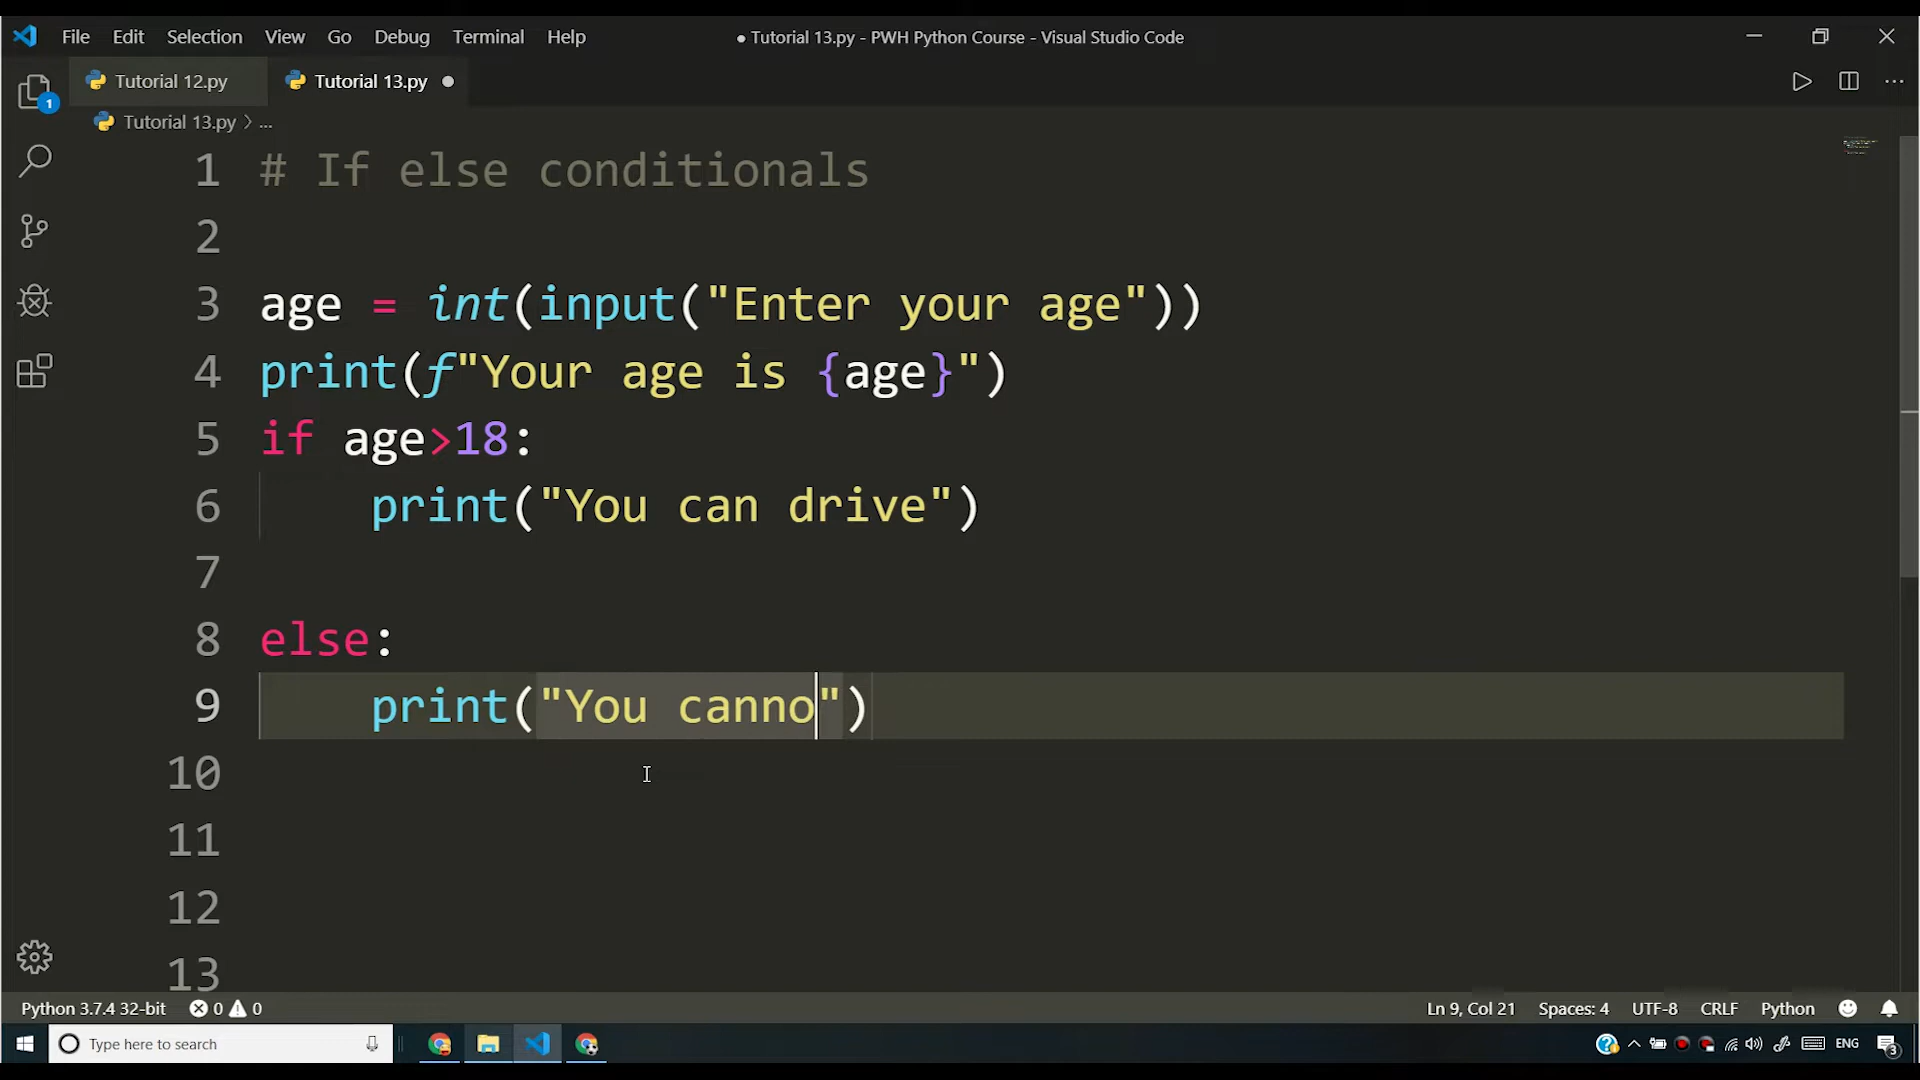 File Edit Selection View Go Debug Terminal Help
● Tutorial 13.py - PWH Python Course - Visual Studio Code
Tutorial 12.py
Tutorial 13.py ●
1
Tutorial 13.py > ...
1 # If else conditionals
2
3 age = int(input("Enter your age"))
4 print(f"Your age is {age}")
5 if age>18:
6     print("You can drive")
7
8 else:
9     print("You canno")
10
11
12
13
Python 3.7.4 32-bit 0 0 Ln 9, Col 21 Spaces: 4 UTF-8 CRLF Python
Type here to search ENG 3